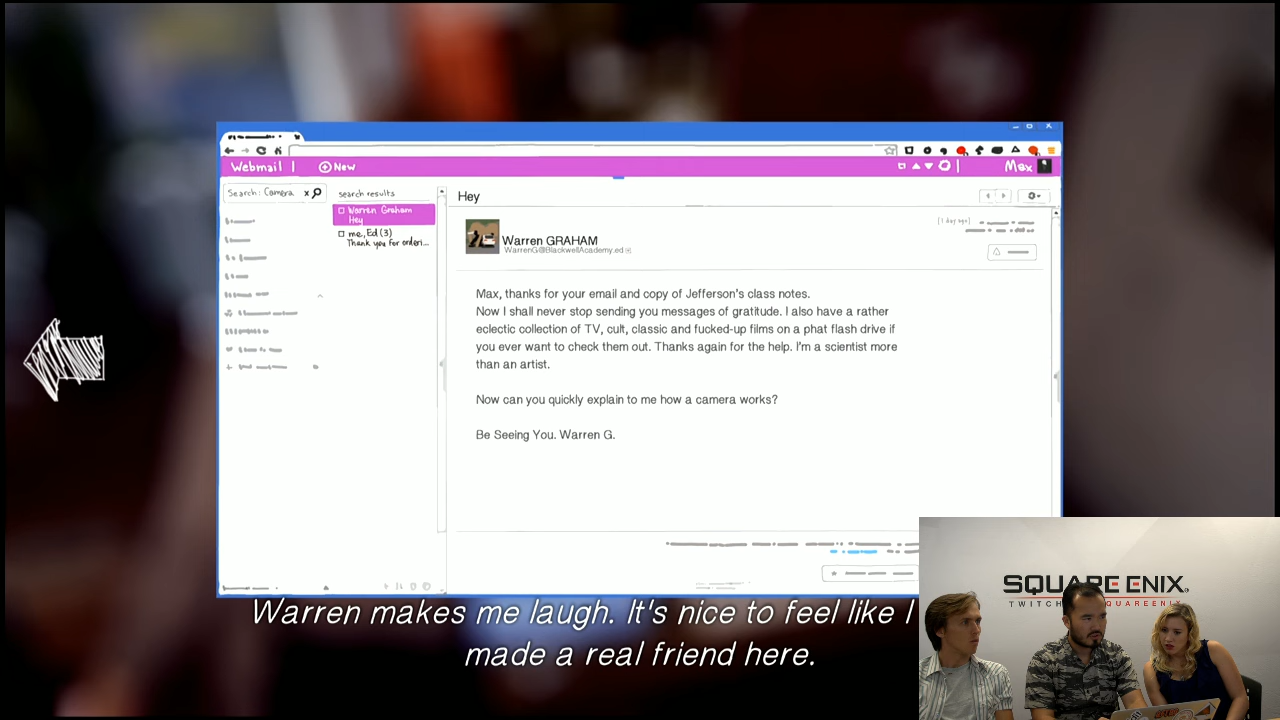 Webmail |
New
Max
Search: Camera x
search results
Warren Graham
Hey
me, Ed (3)
Thank you for orderi...
Hey
[1 day ago]
Warren GRAHAM
WarrenG@BlackwellAcademy.ed
Max, thanks for your email and copy of Jefferson's class notes.
Now I shall never stop sending you messages of gratitude. I also have a rather
eclectic collection of TV, cult, classic and fucked-up films on a phat flash drive if
you ever want to check them out. Thanks again for the help. I'm a scientist more
than an artist.
Now can you quickly explain to me how a camera works?
Be Seeing You. Warren G.
Warren makes me laugh. It's nice to feel like I
made a real friend here.
SQUARE ENIX
TWITCH
QUAREENIX